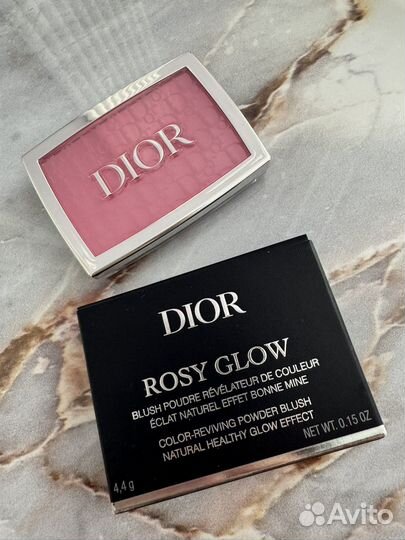 DIOR
DIOR
ROSY GLOW
BLUSH POUDRE RÉVÉLATEUR DE COULEUR
ÉCLAT NATUREL EFFET BONNE MINE
COLOR-REVIVING POWDER BLUSH
NATURAL HEALTHY GLOW EFFECT
4,4 g
NET WT. 0.15 OZ
Avito